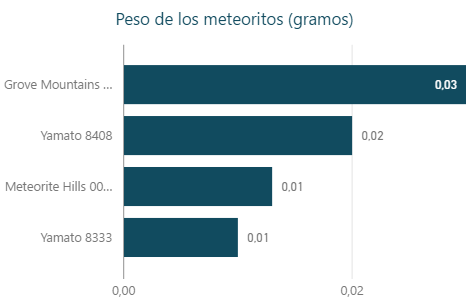 Peso de los meteoritos (gramos)
Grove Mountains ...
0,03
Yamato 8408
0,02
Meteorite Hills 00...
0,01
Yamato 8333
0,01
0,00
0,02